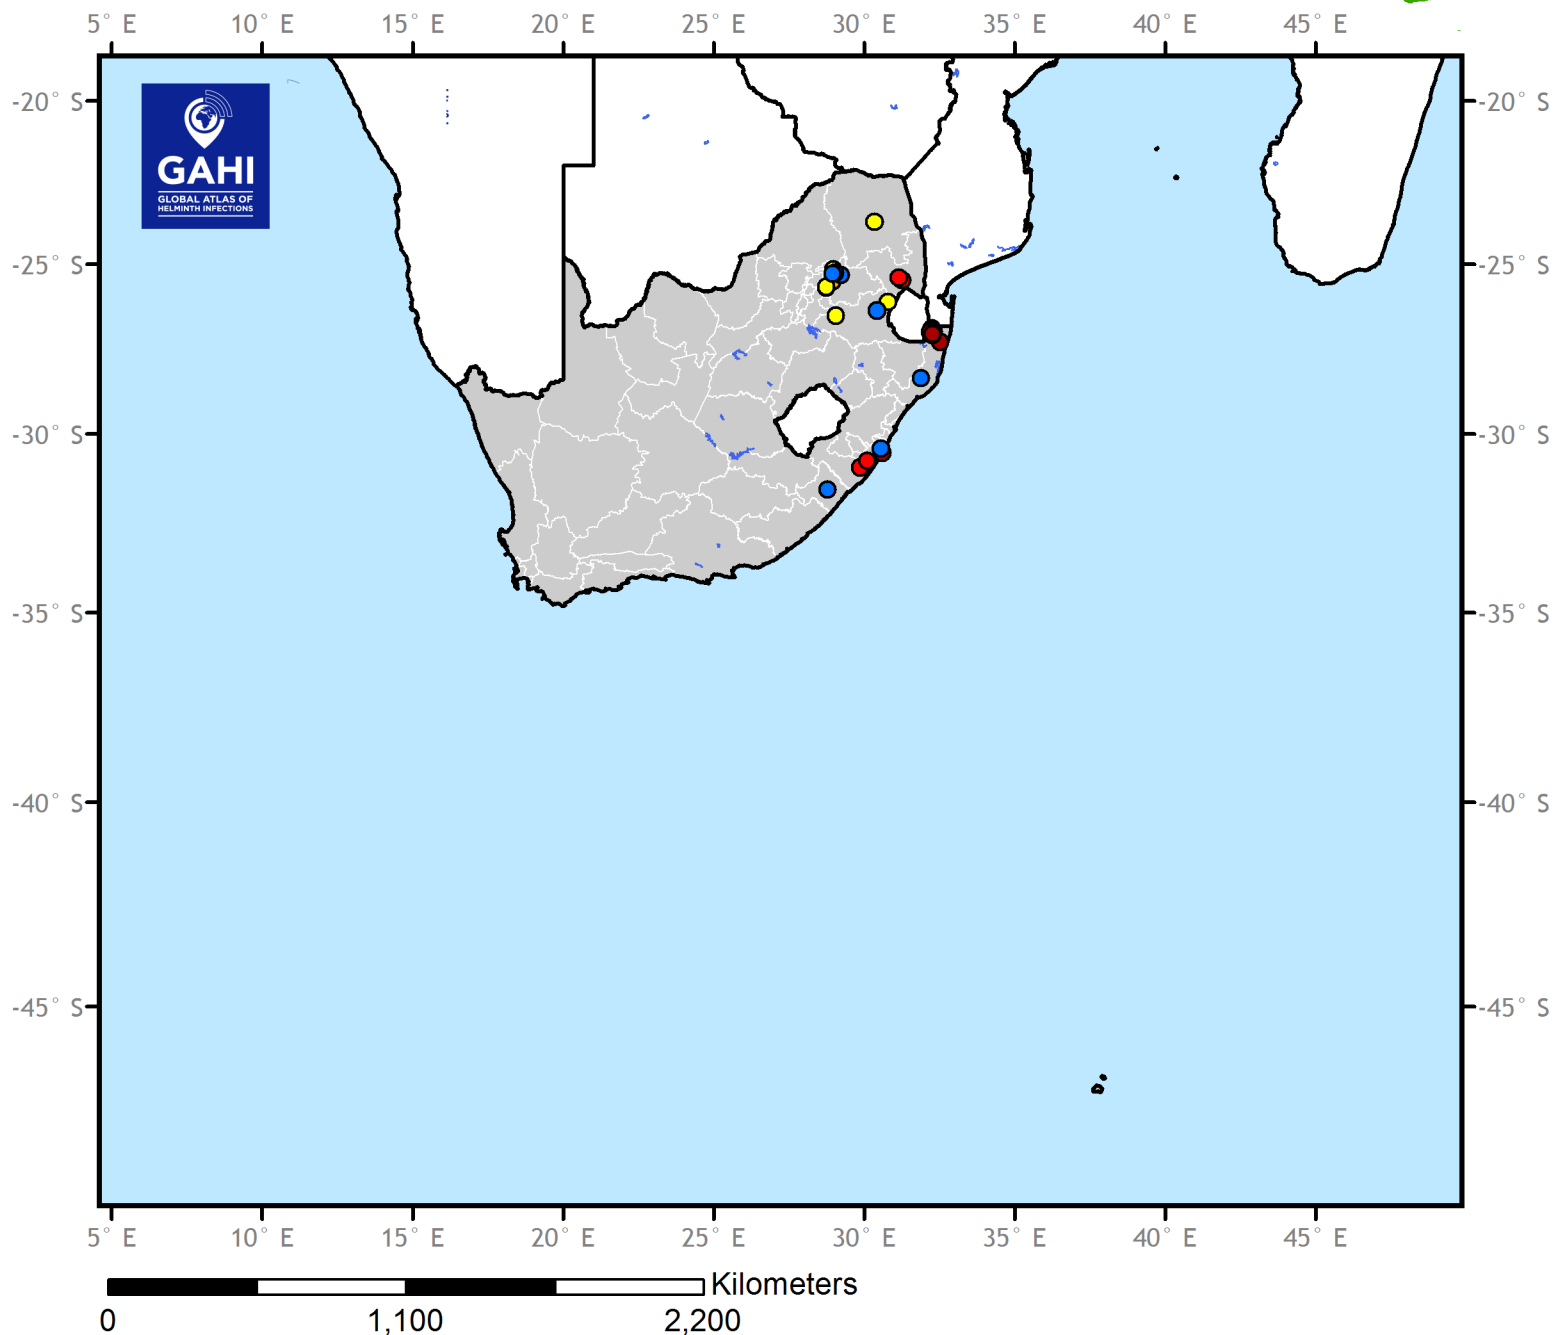 5° E 10° E 15° E 20° E 25° E 30° E 35° E 40° E 45° E
-20° S -20° S
GAHI
GLOBAL ATLAS OF
HELMINTH INFECTIONS
-25° S -25° S
-30° S -30° S
-35° S -35° S
-40° S -40° S
-45° S -45° S
5° E 10° E 15° E 20° E 25° E 30° E 35° E 40° E 45° E
Kilometers
0 1,100 2,200